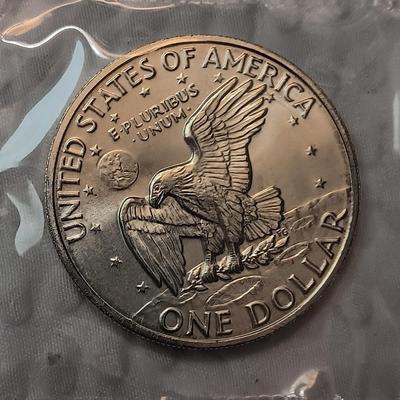 UNITED STATES OF AMERICA
E·PLURIBUS
·UNUM·
ONE DOLLAR